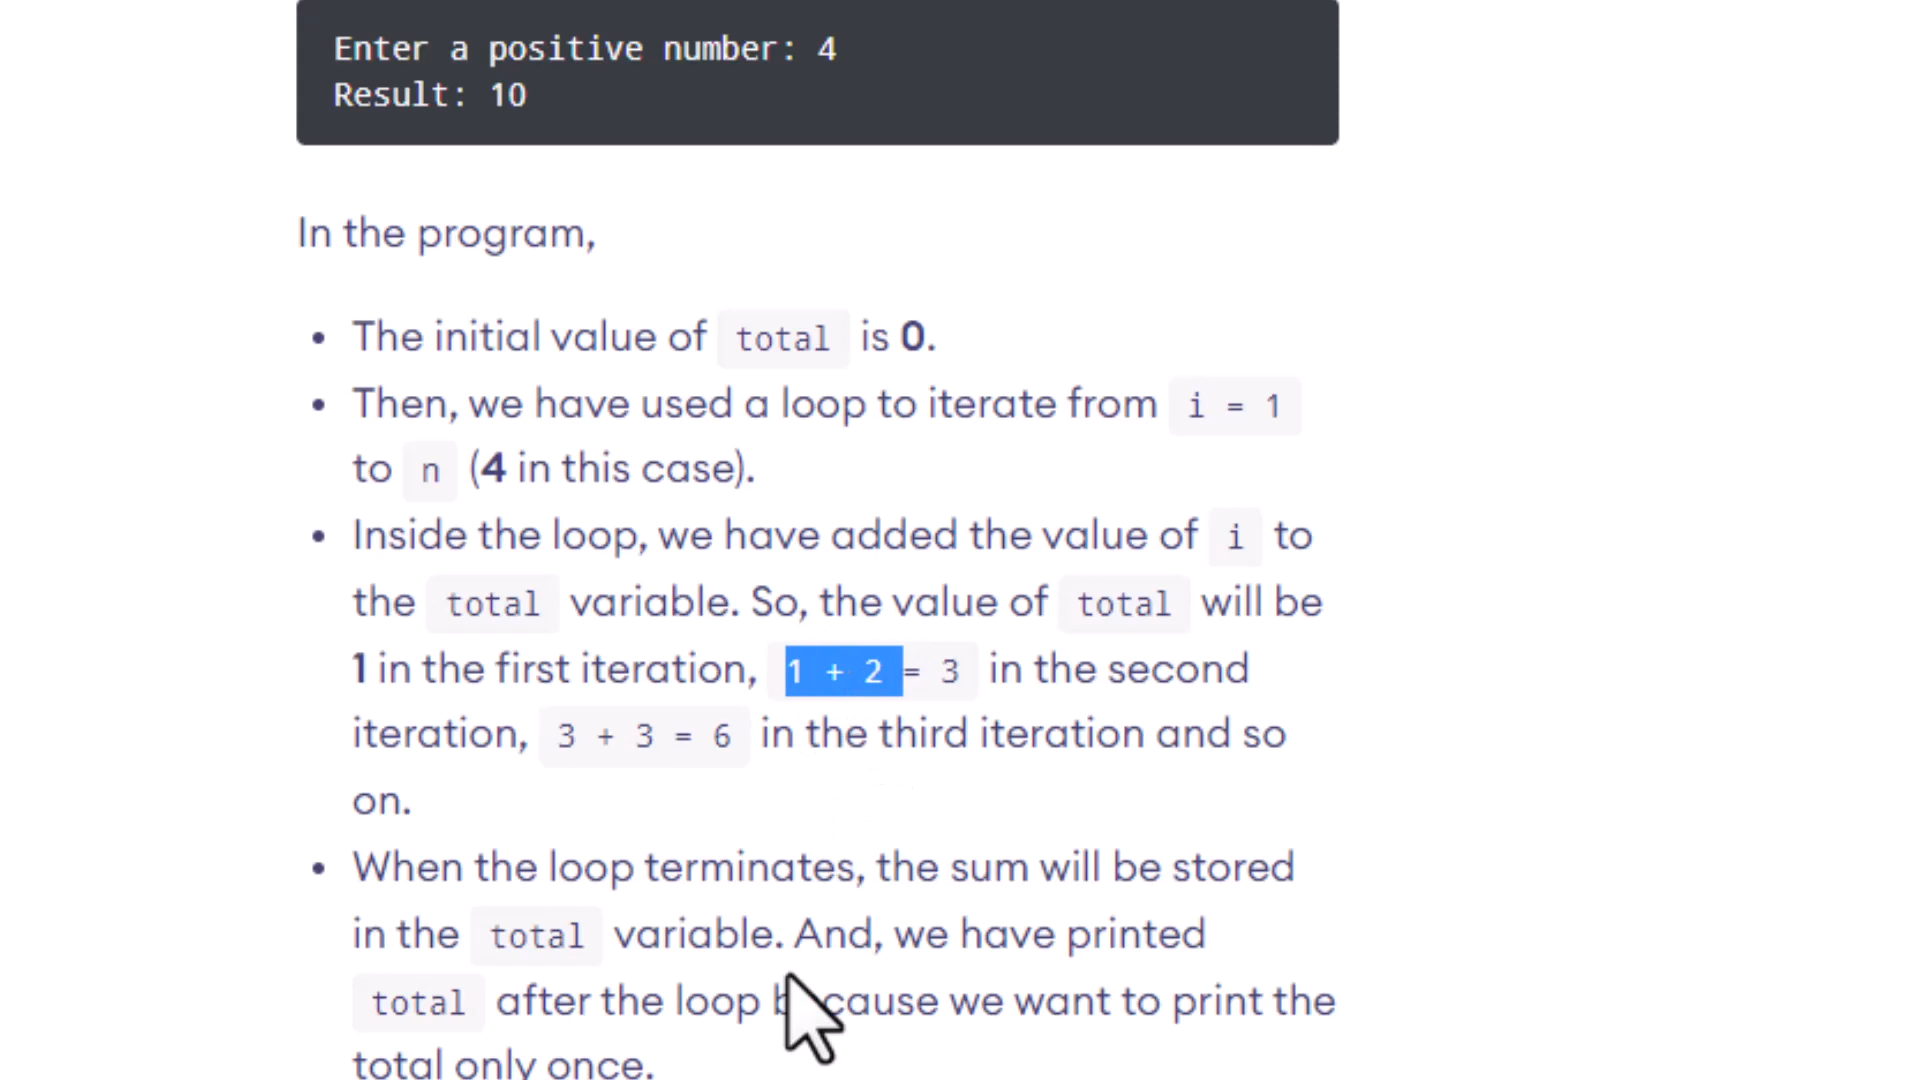 Enter a positive number: 4
Result: 10
In the program,
• The initial value of total is 0.
• Then, we have used a loop to iterate from i = 1
to n (4 in this case).
• Inside the loop, we have added the value of i to
the total variable. So, the value of total will be
1 in the first iteration, 1 + 2 = 3 in the second
iteration, 3 + 3 = 6 in the third iteration and so
on.
• When the loop terminates, the sum will be stored
in the total variable. And, we have printed
total after the loop because we want to print the
total only once.